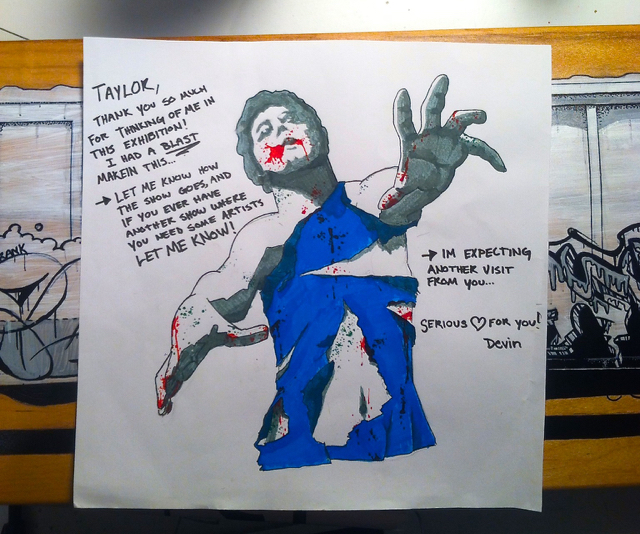 TAYLOR,
THANK YOU SO MUCH
FOR THINKING OF ME IN
THIS EXHIBITION!
I HAD A BLAST
MAKEIN THIS...
→ LET ME KNOW HOW
THE SHOW GOES, AND
IF YOU EVER HAVE
ANOTHER SHOW WHERE
YOU NEED SOME ARTISTS
LET ME KNOW!
→ IM EXPECTING
ANOTHER VISIT
FROM YOU...
SERIOUS ♡ FOR YOU!
Devin
BANK